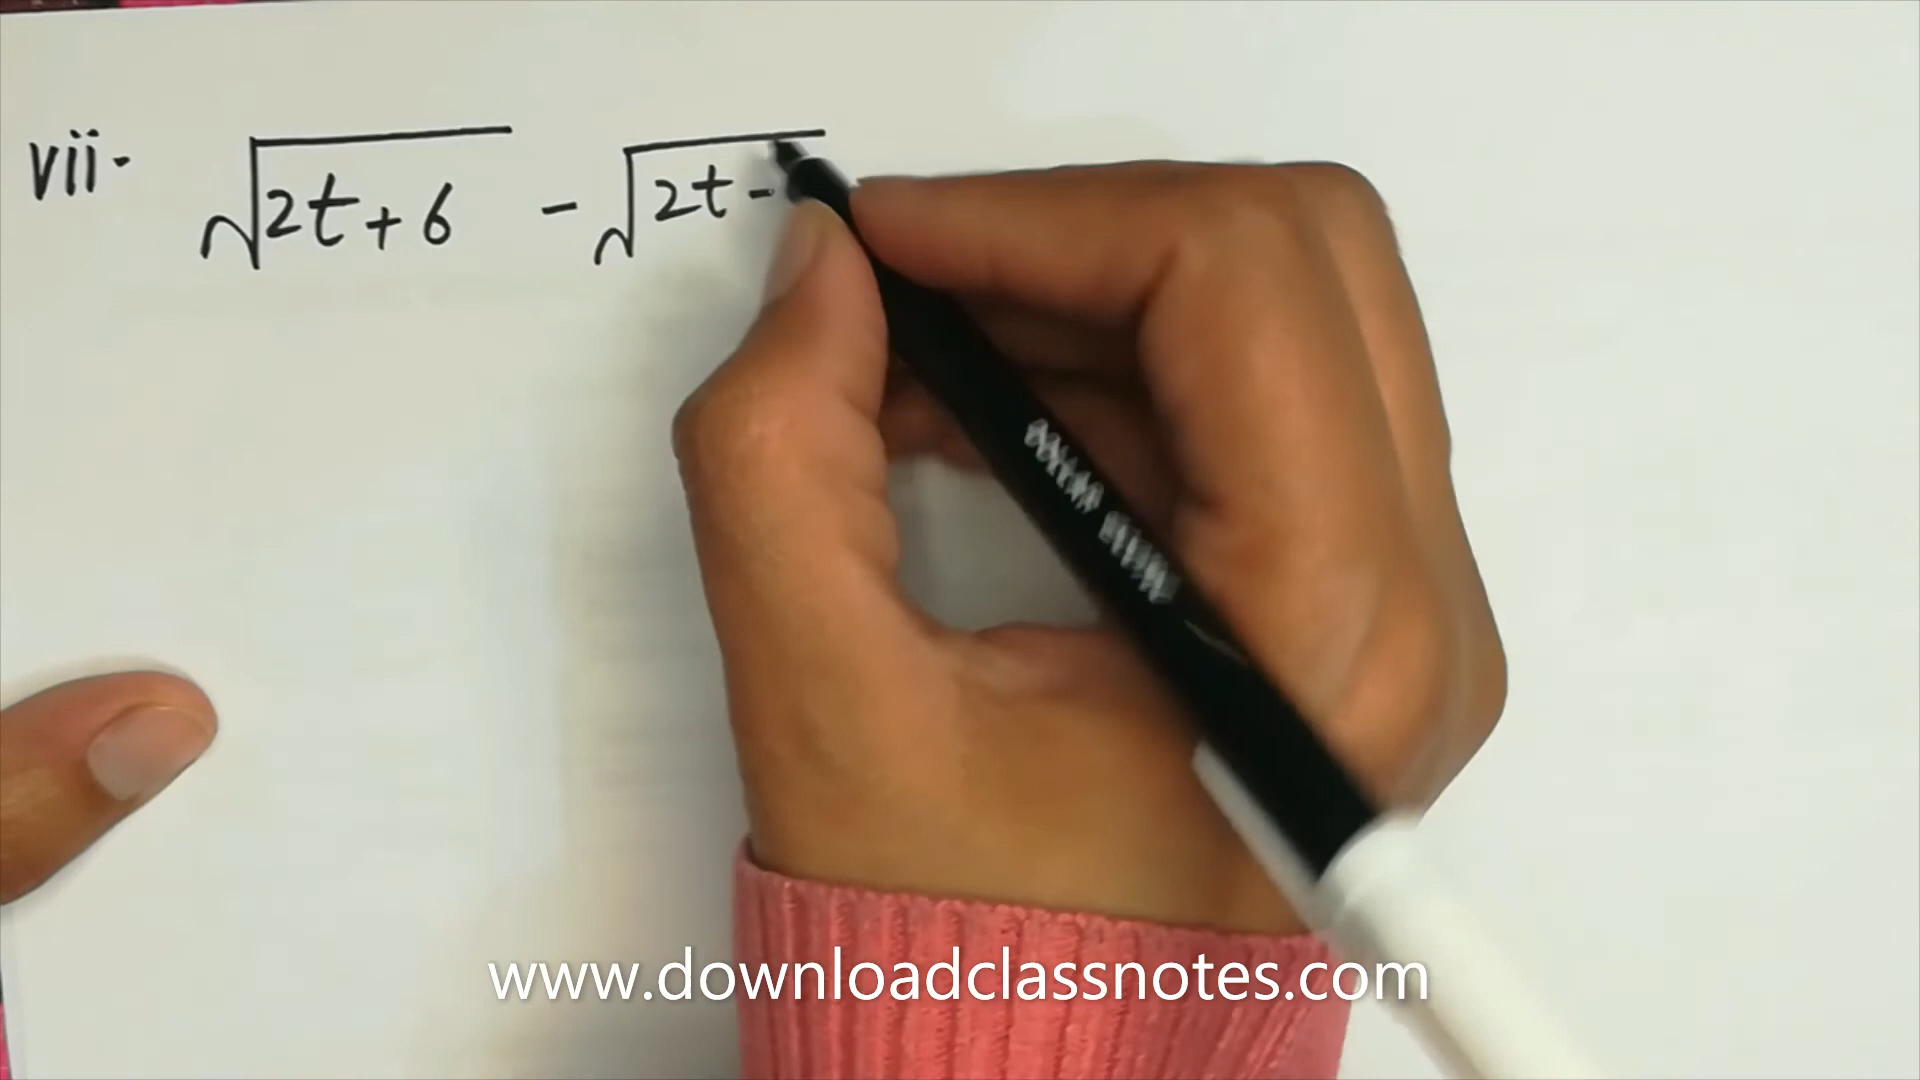 vii. √2t + 6 - √2t -
www.downloadclassnotes.com